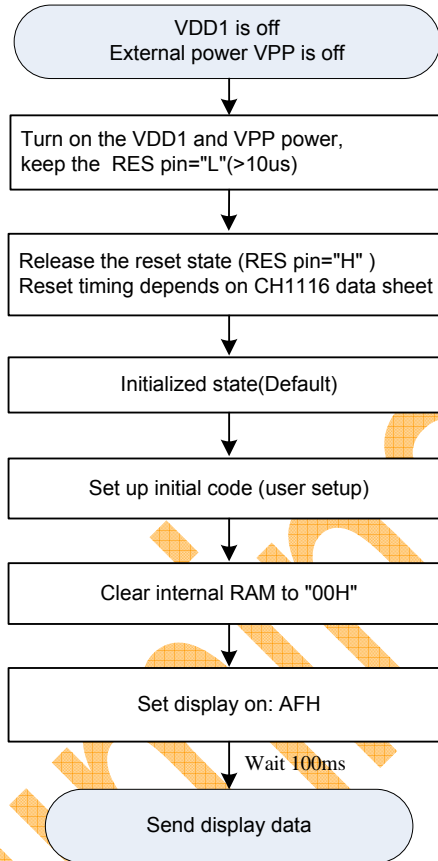 VDD1 is off
External power VPP is off
Turn on the VDD1 and VPP power,
keep the RES pin="L"(>10us)
Release the reset state (RES pin="H" )
Reset timing depends on CH1116 data sheet
Initialized state(Default)
Set up initial code (user setup)
Clear internal RAM to "00H"
Set display on: AFH
Wait 100ms
Send display data